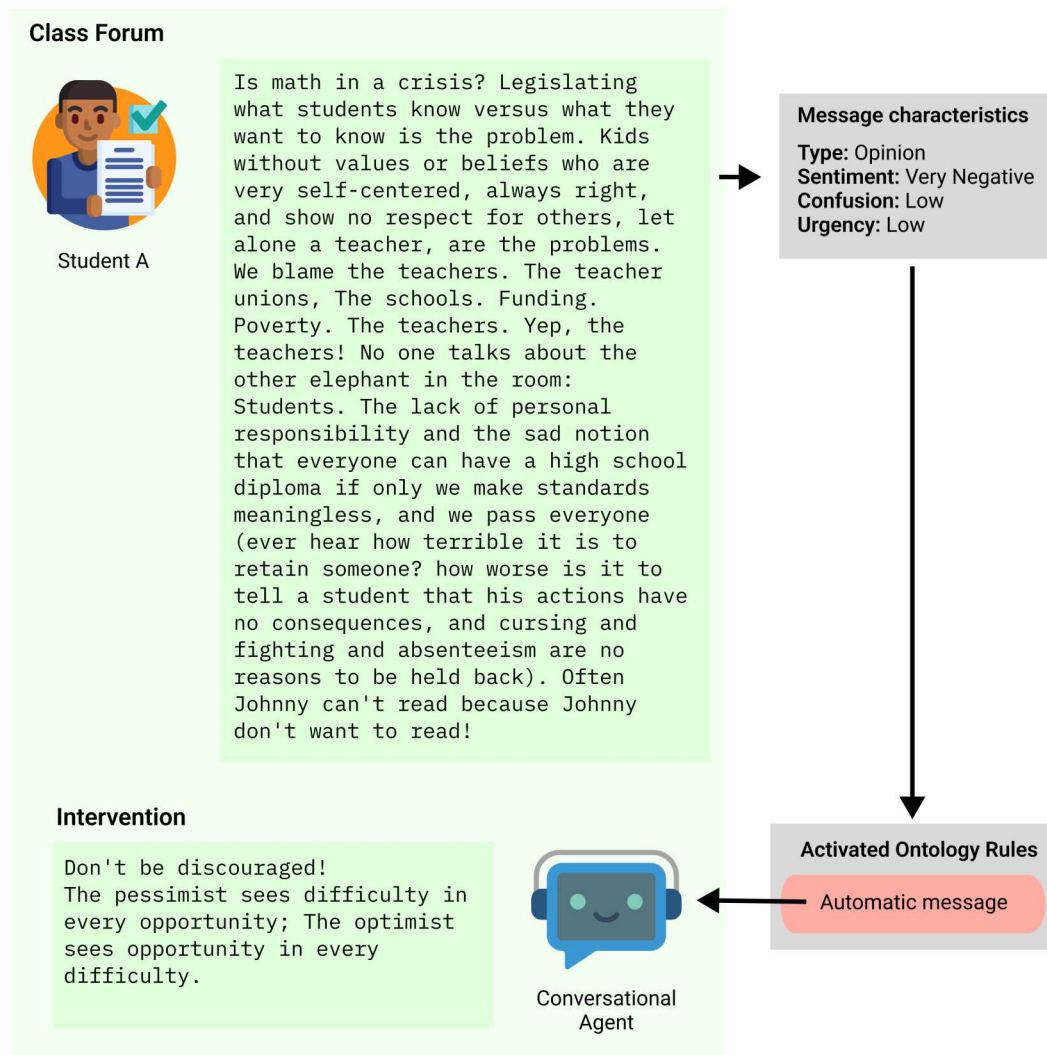 Class Forum
Is math in a crisis? Legislating
what students know versus what they
want to know is the problem. Kids
without values or beliefs who are
very self-centered, always right,
and show no respect for others, let
alone a teacher, are the problems.
We blame the teachers. The teacher
unions, The schools. Funding.
Poverty. The teachers. Yep, the
teachers! No one talks about the
other elephant in the room:
Students. The lack of personal
responsibility and the sad notion
that everyone can have a high school
diploma if only we make standards
meaningless, and we pass everyone
(ever hear how terrible it is to
retain someone? how worse is it to
tell a student that his actions have
no consequences, and cursing and
fighting and absenteeism are no
reasons to be held back). Often
Johnny can't read because Johnny
don't want to read!
Student A
Message characteristics
Type: Opinion
Sentiment: Very Negative
Confusion: Low
Urgency: Low
Activated Ontology Rules
Automatic message
Intervention
Don't be discouraged!
The pessimist sees difficulty in
every opportunity; The optimist
sees opportunity in every
difficulty.
Conversational
Agent